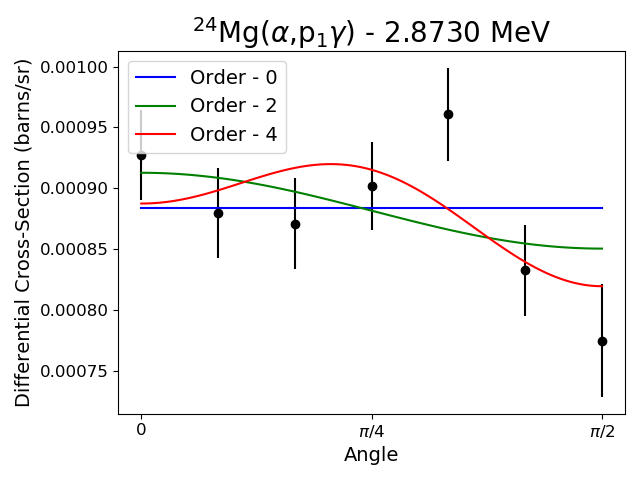 ²⁴Mg(α,p₁γ) - 2.8730 MeV
Differential Cross-Section (barns/sr)
0.00100
0.00095
0.00090
0.00085
0.00080
0.00075
Order - 0
Order - 2
Order - 4
0
π/4
π/2
Angle